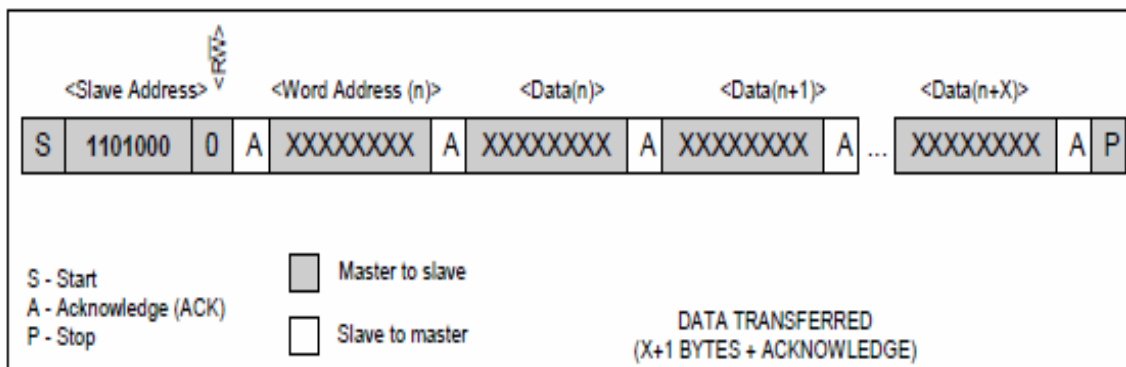 <RW>
<Slave Address> <Word Address (n)> <Data(n)> <Data(n+1)> <Data(n+X)>
S 1101000 0 A XXXXXXXX A XXXXXXXX A XXXXXXXX A ... XXXXXXXX A P
S - Start
A - Acknowledge (ACK)
P - Stop
Master to slave
Slave to master
DATA TRANSFERRED
(X+1 BYTES + ACKNOWLEDGE)